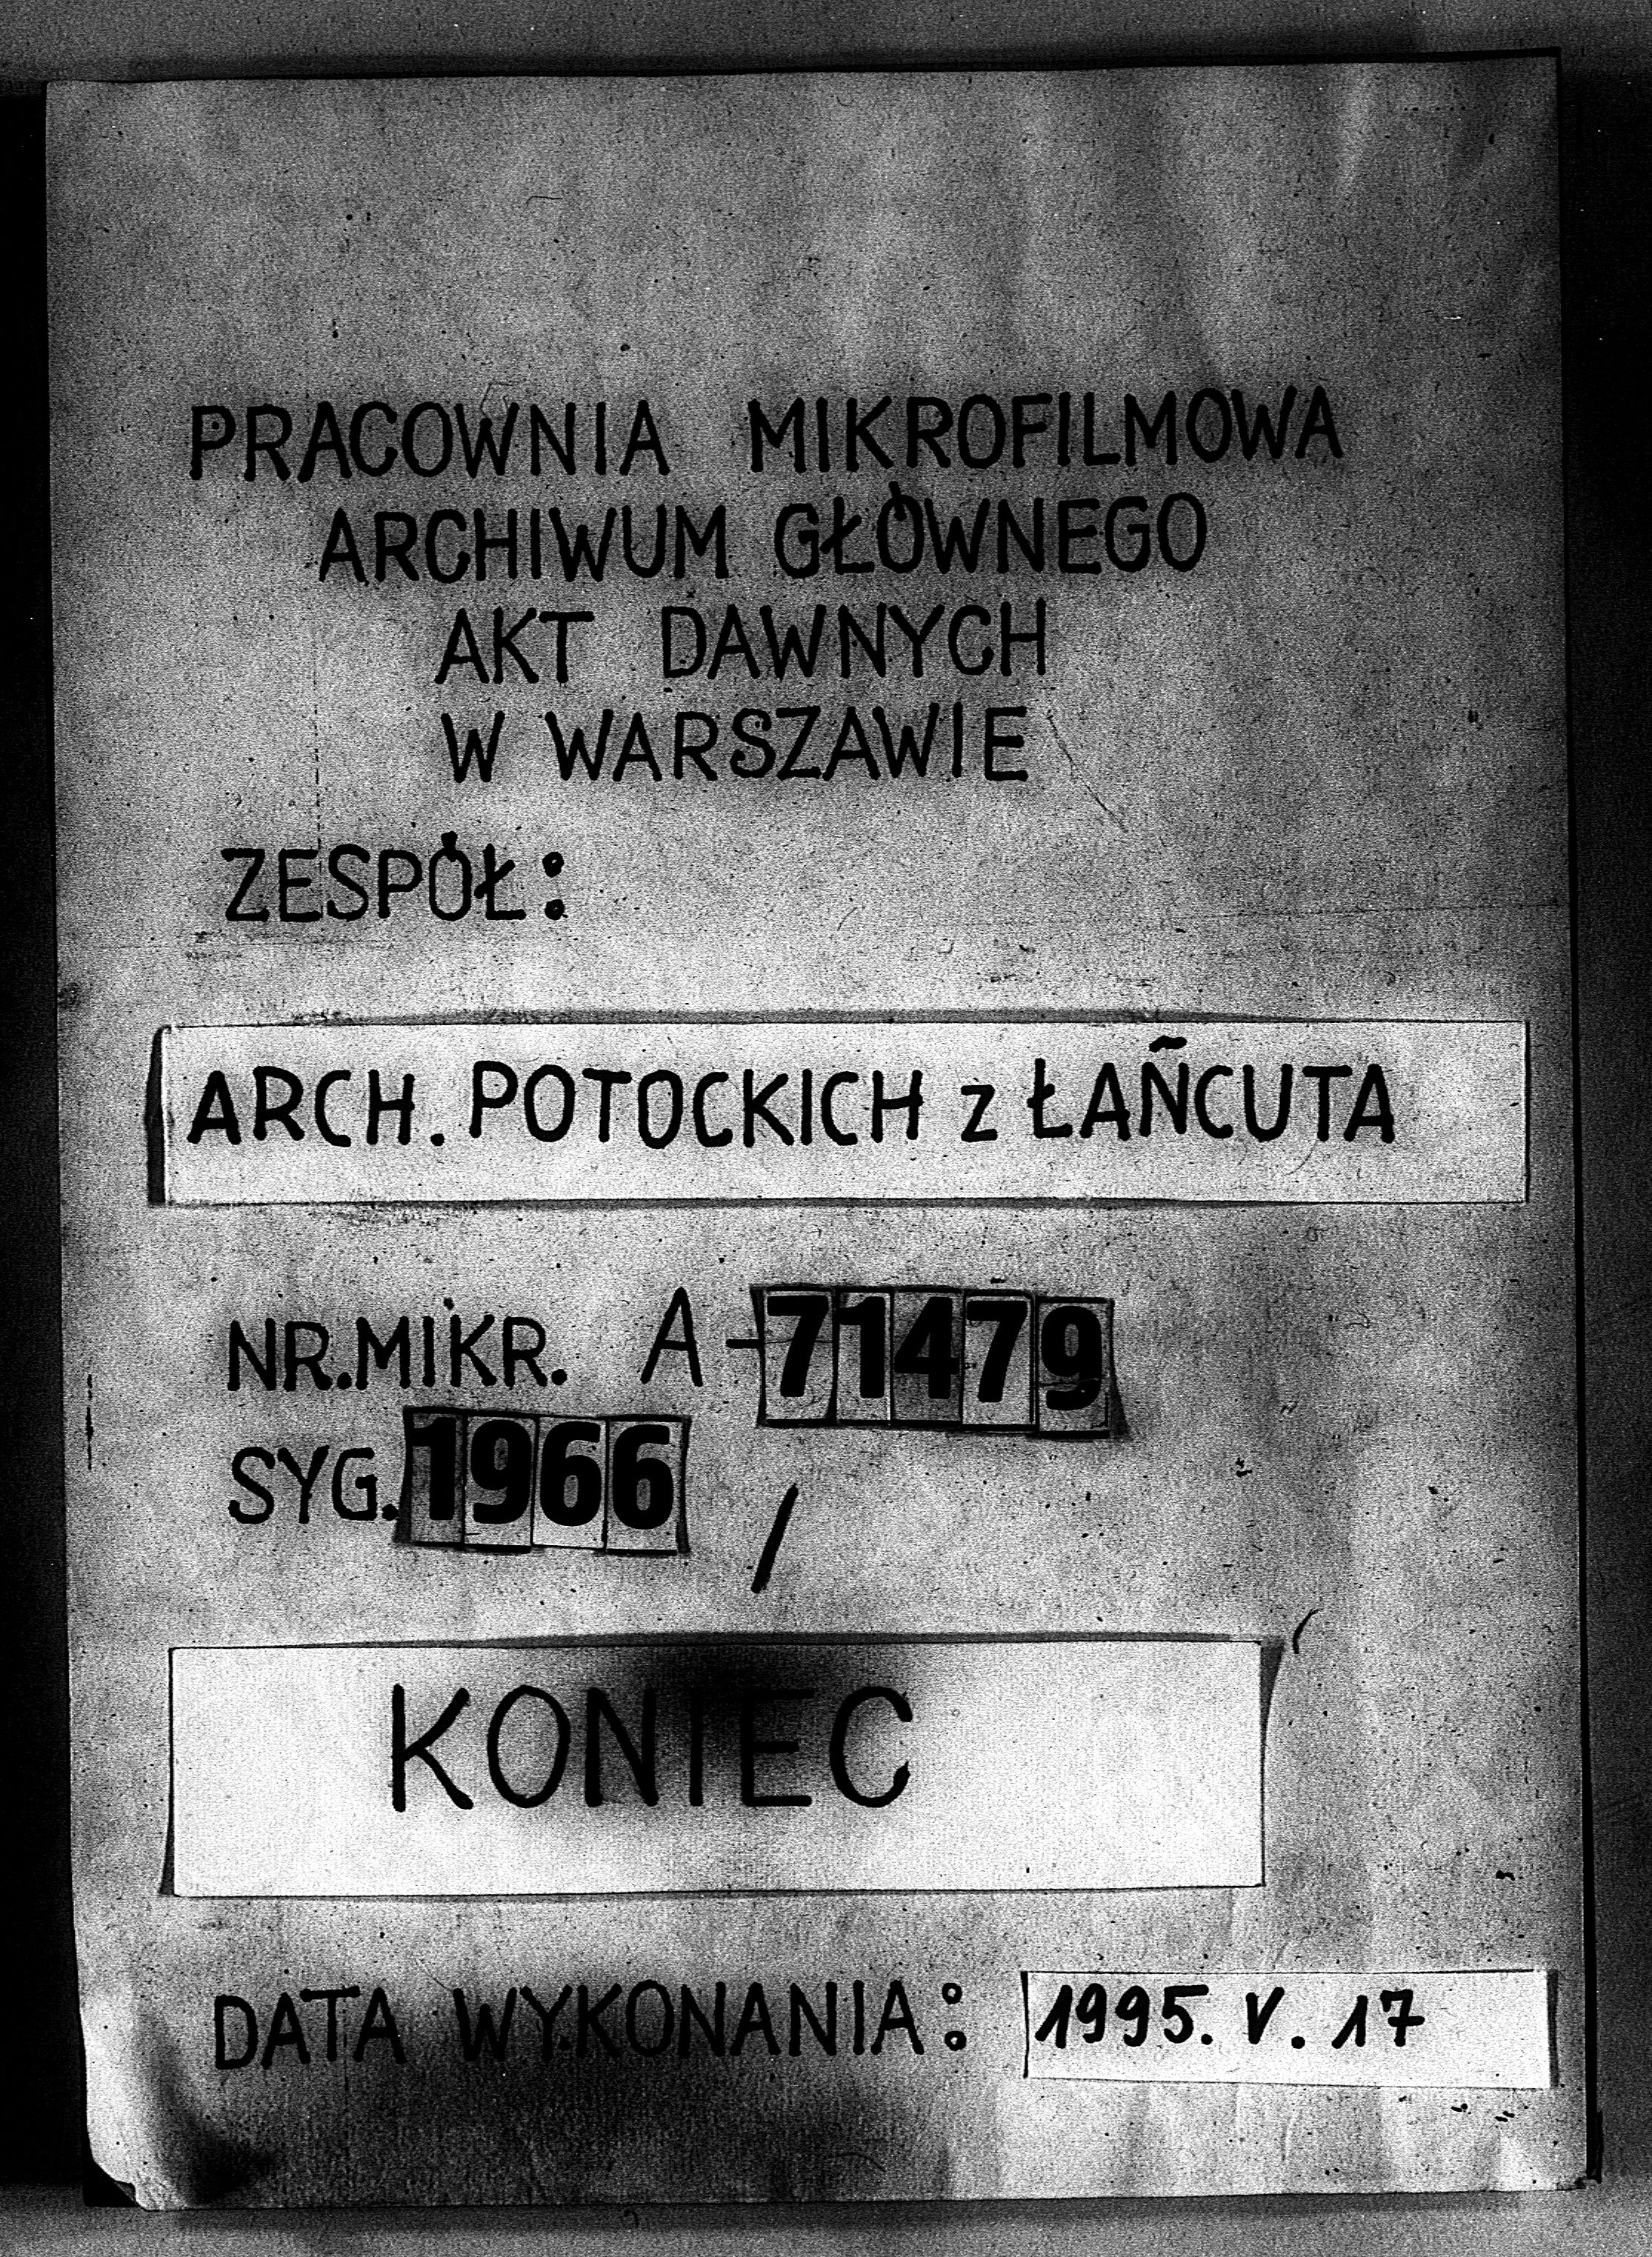 PRACOWNIA MIKROFILMOWA
ARCHIWUM GŁÓWNEGO
AKT DAWNYCH
W WARSZAWIE
ZESPÓŁ:
ARCH. POTOCKICH z ŁAŃCUTA
NR.MIKR. A-71479
SYG. 1966 /
KONIEC
DATA WYKONANIA: 1995. V. 17